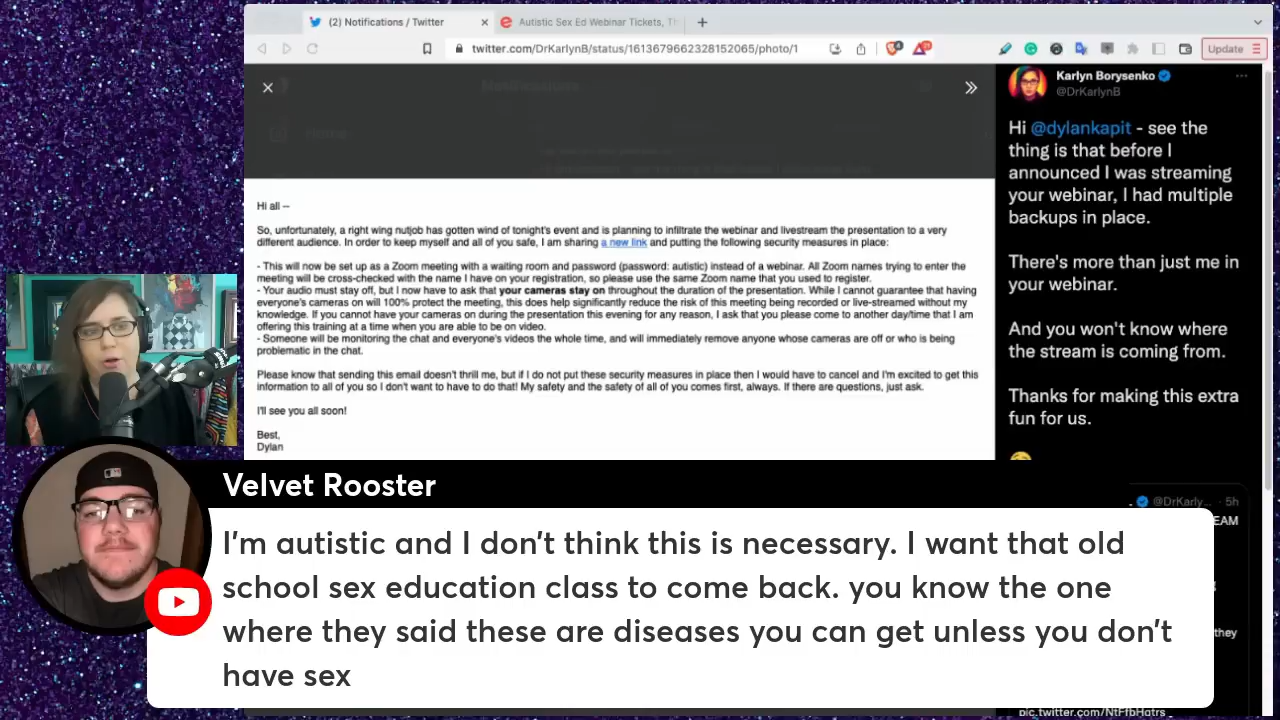 (2) Notifications / Twitter
Autistic Sex Ed Webinar Tickets, Th
twitter.com/DrKarlynB/status/1613679662328152065/photo/1
Update
Karlyn Borysenko
@DrKarlynB
Hi @dylankapit - see the
thing is that before I
announced I was streaming
your webinar, I had multiple
backups in place.
There's more than just me in
your webinar.
And you won't know where
the stream is coming from.
Thanks for making this extra
fun for us.
Hi all --
So, unfortunately, a right wing nutjob has gotten wind of tonight's event and is planning to infiltrate the webinar and livestream the presentation to a very
different audience. In order to keep myself and all of you safe, I am sharing a new link and putting the following security measures in place:
- This will now be set up as a Zoom meeting with a waiting room and password (password: autistic) instead of a webinar. All Zoom names trying to enter the
meeting will be cross-checked with the name I have on your registration, so please use the same Zoom name that you used to register.
- Your audio must stay off, but I now have to ask that your cameras stay on throughout the duration of the presentation. While I cannot guarantee that having
everyone's cameras on will 100% protect the meeting, this does help significantly reduce the risk of this meeting being recorded or live-streamed without my
knowledge. If you cannot have your cameras on during the presentation this evening for any reason, I ask that you please come to another day/time that I am
offering this training at a time when you are able to be on video.
- Someone will be monitoring the chat and everyone's videos the whole time, and will immediately remove anyone whose cameras are off or who is being
problematic in the chat.
Please know that sending this email doesn't thrill me, but if I do not put these security measures in place then I would have to cancel and I'm excited to get this
information to all of you so I don't want to have to do that! My safety and the safety of all of you comes first, always. If there are questions, just ask.
I'll see you all soon!
Best,
Dylan
@DrKarly... · 5h
EAM
they
pic.twitter.com/NtFfbHqtrs
Velvet Rooster
I'm autistic and I don't think this is necessary. I want that old
school sex education class to come back. you know the one
where they said these are diseases you can get unless you don't
have sex